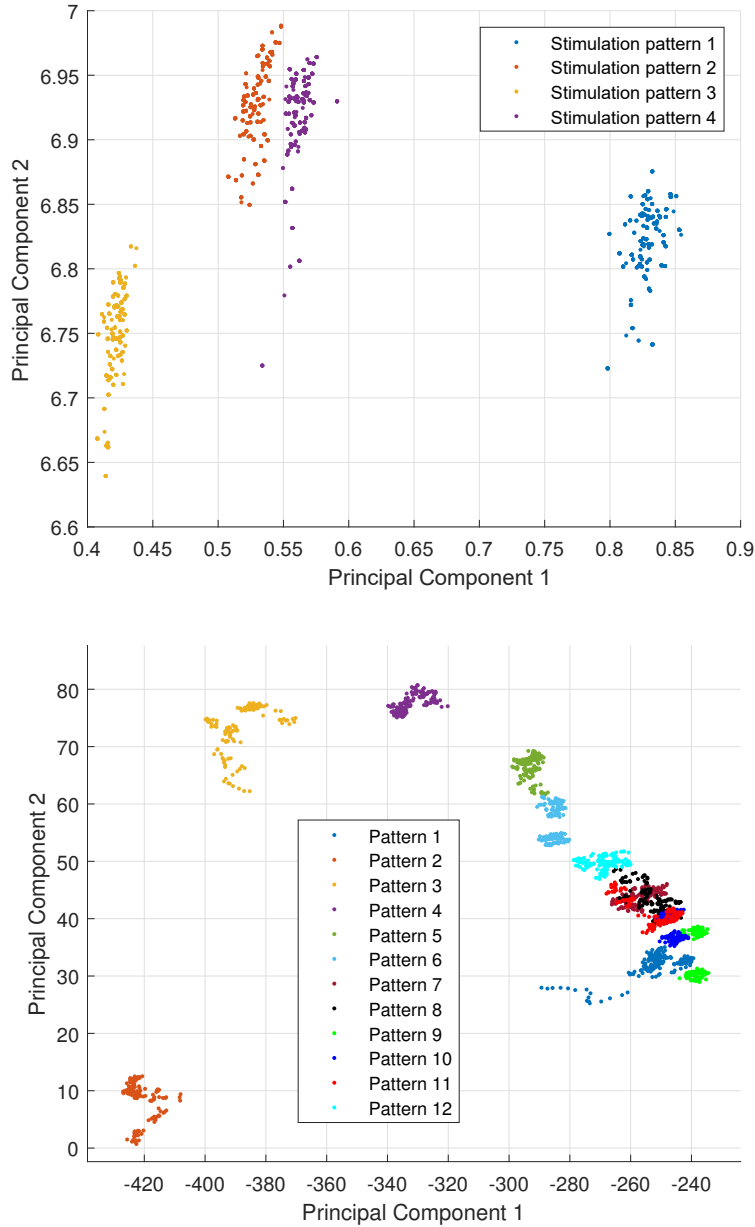 7
6.95
6.9
6.85
6.8
6.75
6.7
6.65
6.6
Principal Component 2
Stimulation pattern 1
Stimulation pattern 2
Stimulation pattern 3
Stimulation pattern 4
0.4 0.45 0.5 0.55 0.6 0.65 0.7 0.75 0.8 0.85 0.9
Principal Component 1
80
70
60
50
40
30
20
10
0
Principal Component 2
Pattern 1
Pattern 2
Pattern 3
Pattern 4
Pattern 5
Pattern 6
Pattern 7
Pattern 8
Pattern 9
Pattern 10
Pattern 11
Pattern 12
-420 -400 -380 -360 -340 -320 -300 -280 -260 -240
Principal Component 1